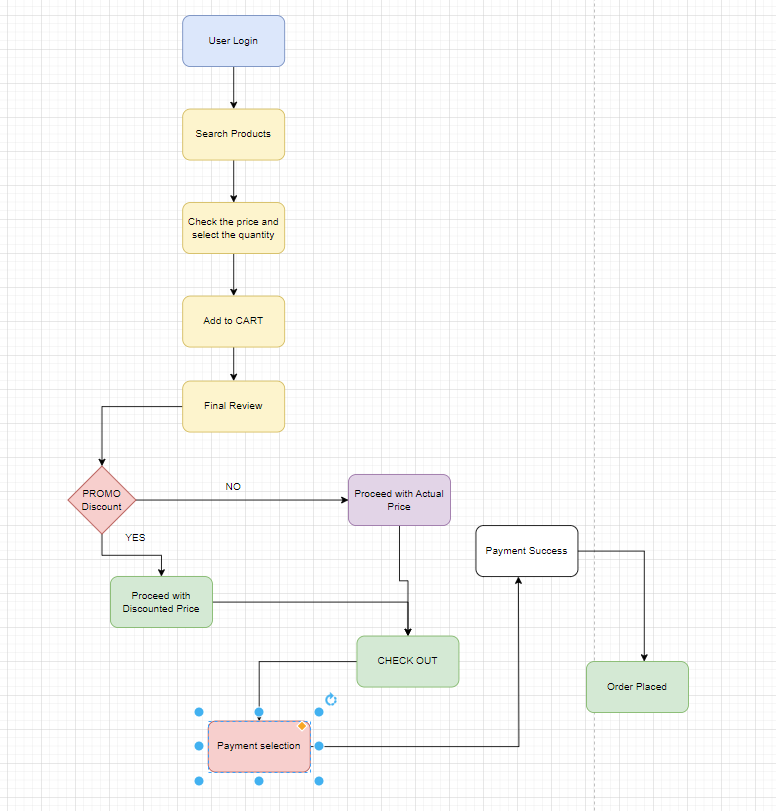 User Login
Search Products
Check the price and
select the quantity
Add to CART
Final Review
PROMO
Discount
NO
Proceed with Actual
Price
YES
Proceed with
Discounted Price
Payment Success
CHECK OUT
Order Placed
Payment selection